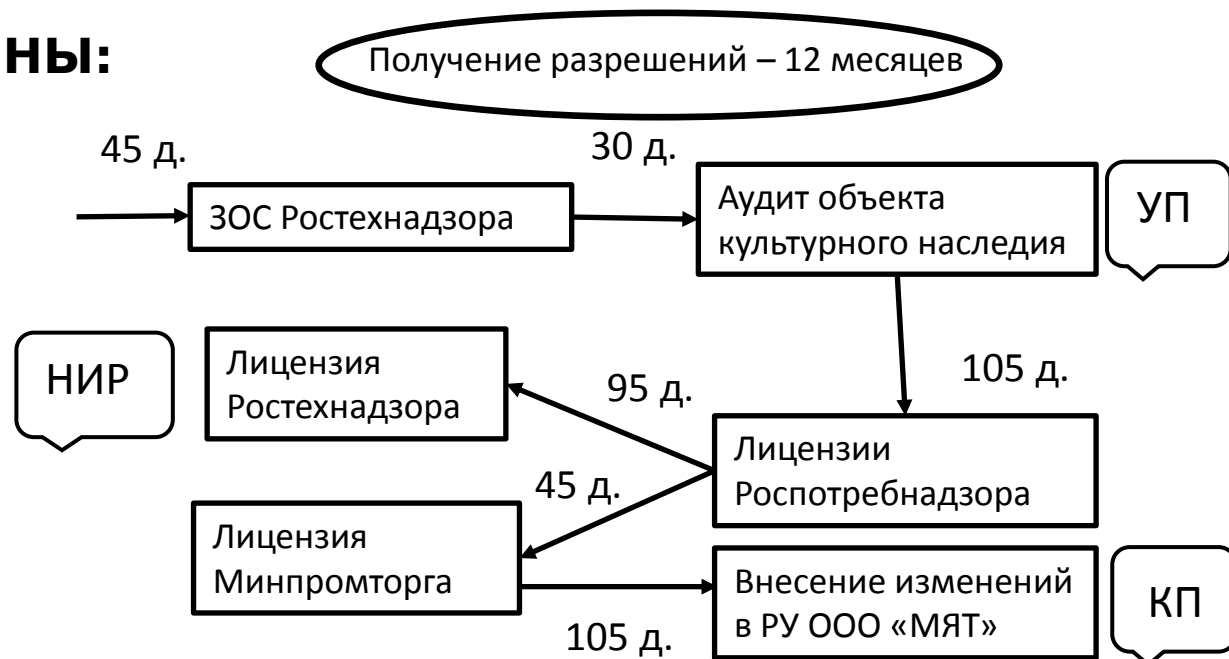 НЫ:
Получение разрешений – 12 месяцев
45 д.
30 д.
ЗОС Ростехнадзора
Аудит объекта
культурного наследия
УП
НИР
Лицензия
Ростехнадзора
95 д.
105 д.
Лицензии
Роспотребнадзора
45 д.
Лицензия
Минпромторга
Внесение изменений
в РУ ООО «МЯТ»
КП
105 д.